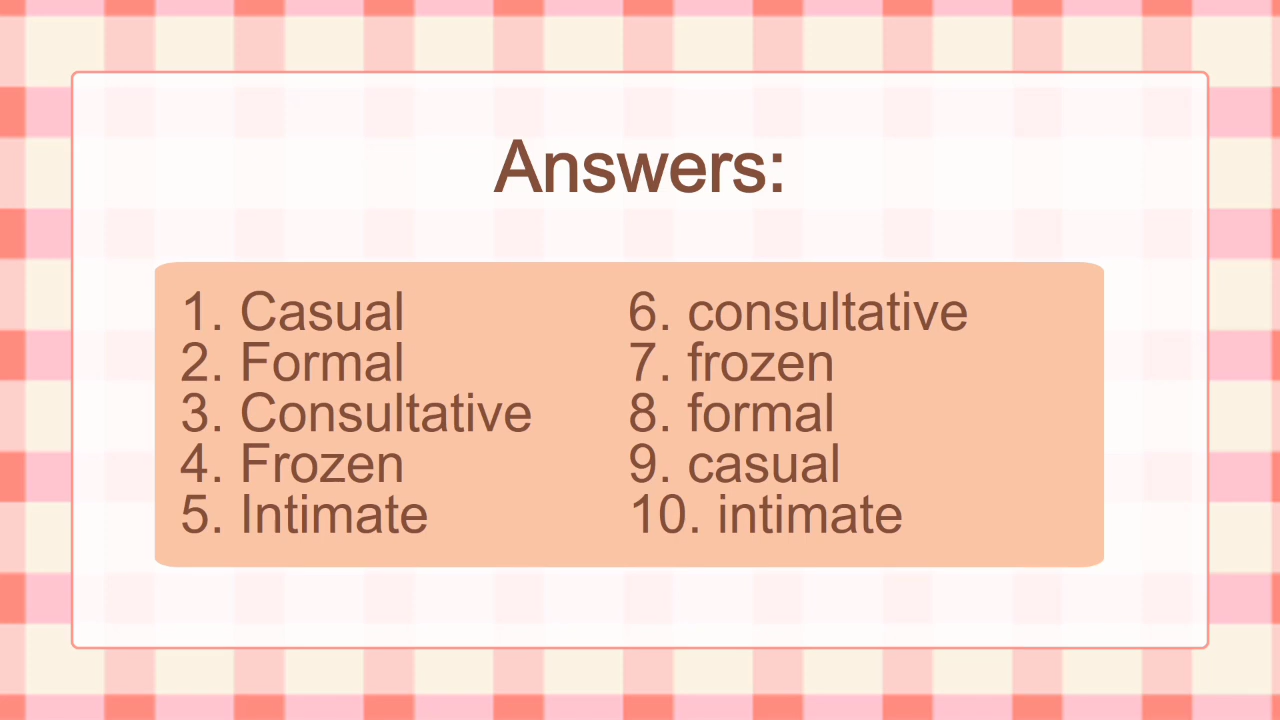 Answers:
1. Casual
2. Formal
3. Consultative
4. Frozen
5. Intimate
6. consultative
7. frozen
8. formal
9. casual
10. intimate